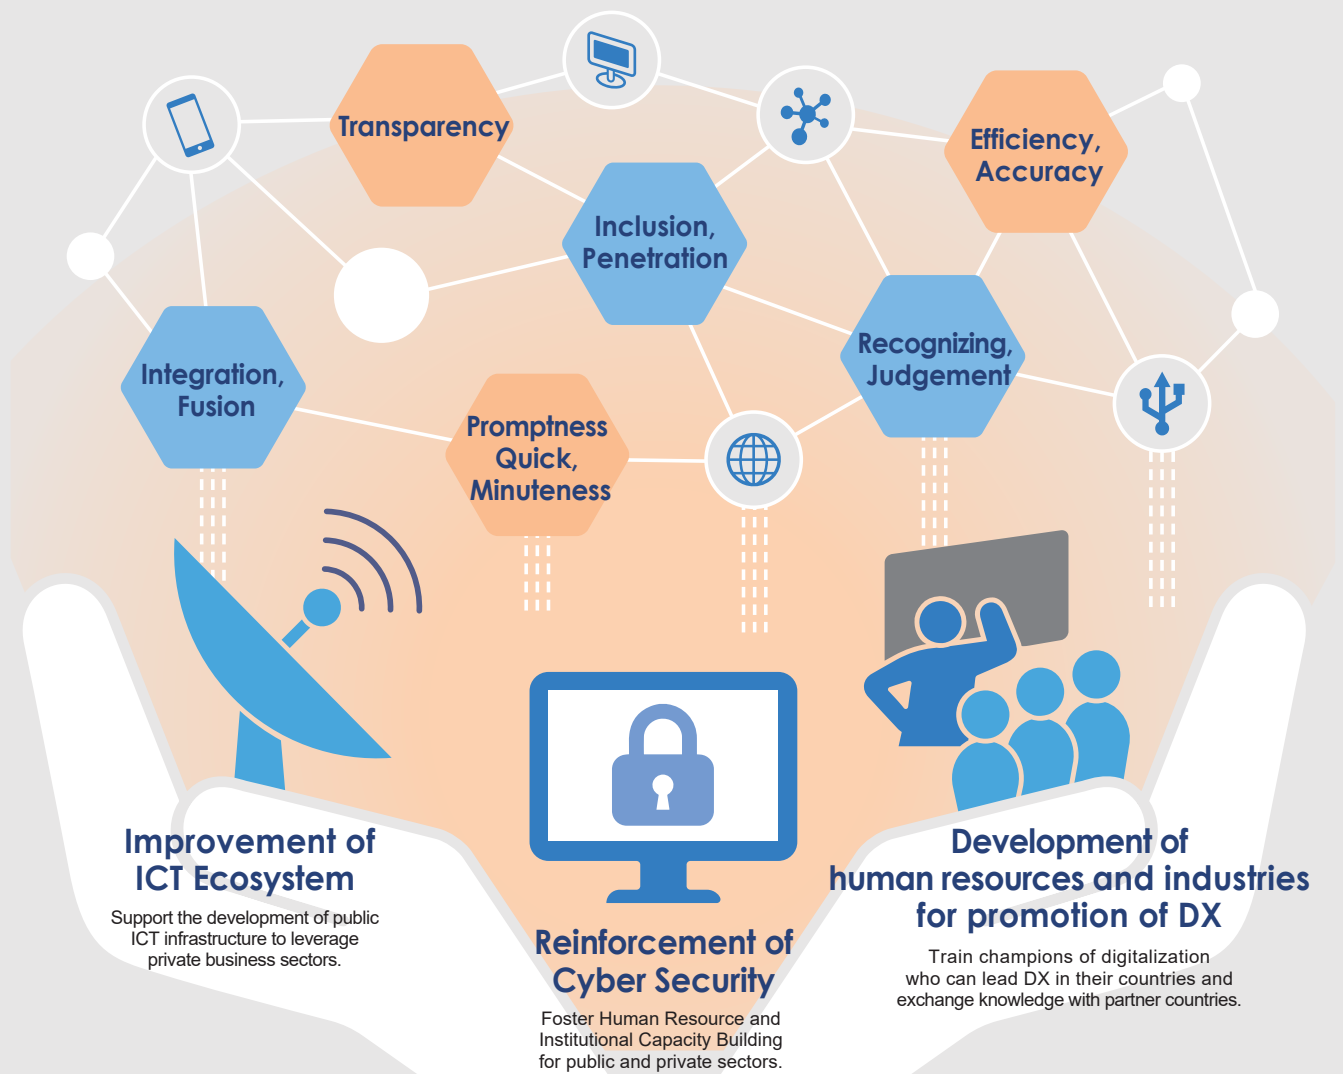 Transparency
Efficiency,
Accuracy
Inclusion,
Penetration
Recognizing,
Judgement
Integration,
Fusion
Promptness
Quick,
Minuteness
Improvement of
ICT Ecosystem
Support the development of public
ICT infrastructure to leverage
private business sectors.
Reinforcement of
Cyber Security
Foster Human Resource and
Institutional Capacity Building
for public and private sectors.
Development of
human resources and industries
for promotion of DX
Train champions of digitalization
who can lead DX in their countries and
exchange knowledge with partner countries.